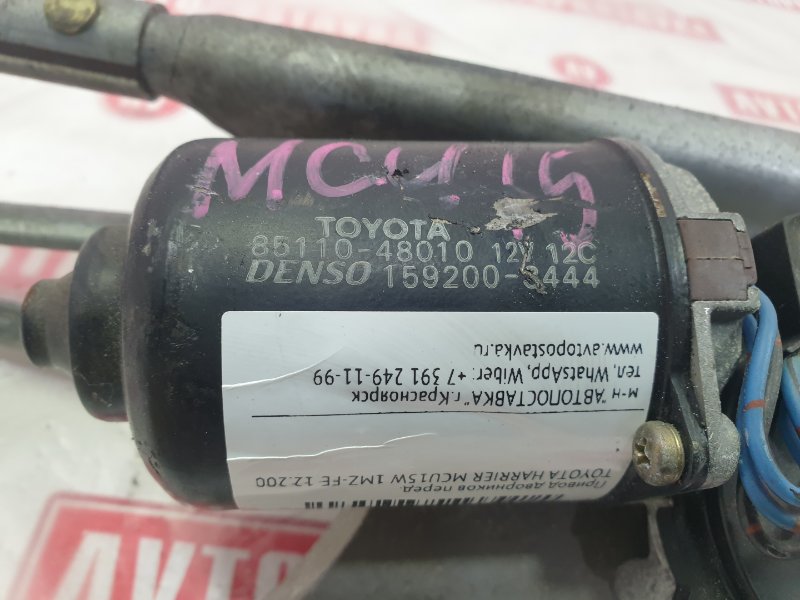 MCU15
TOYOTA
85110-48010 12V 12C
DENSO 159200-3444
Привод дворников перед.
TOYOTA HARRIER MCU15W 1MZ-FE 12.200
м-н "АВТОПОСТАВКА" г.Красноярск
тел, WhatsApp, Wiber: +7 391 249-11-99
www.avtopostavka.ru